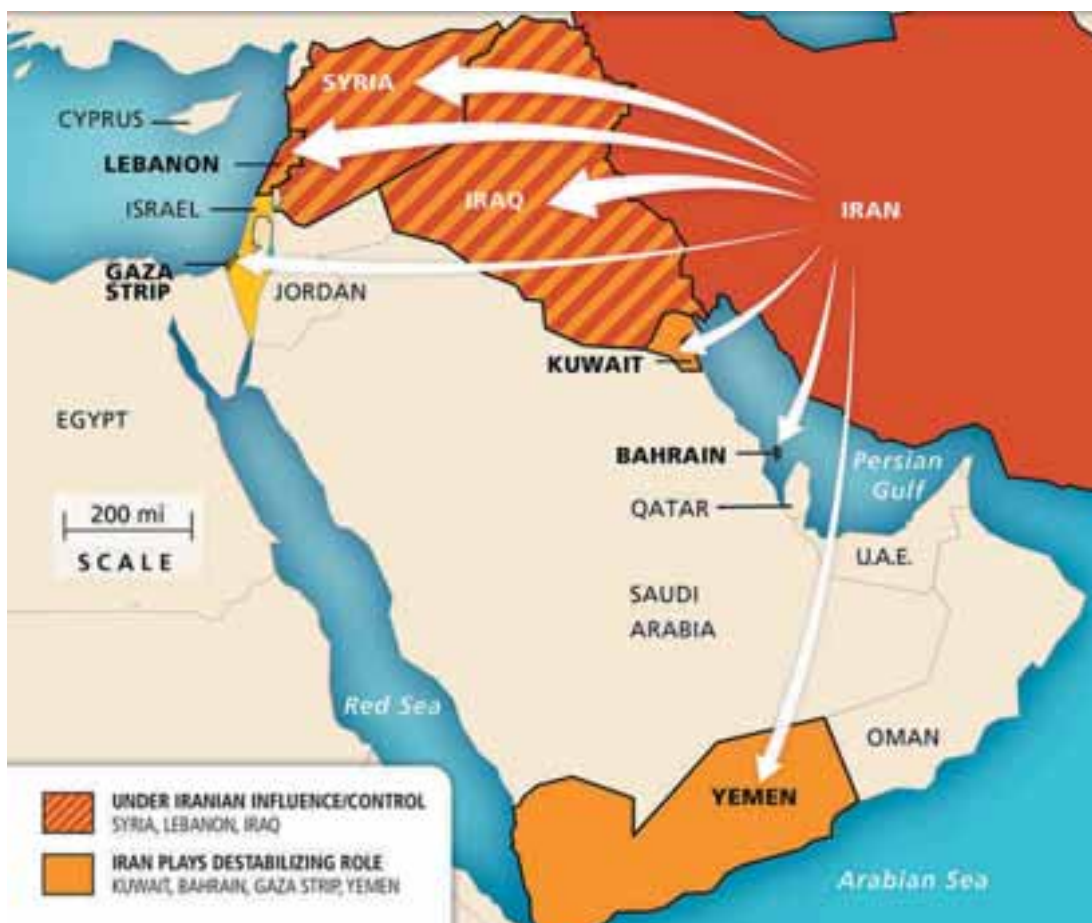 SYRIA
CYPRUS
LEBANON
IRAQ
ISRAEL
IRAN
GAZA
STRIP
JORDAN
KUWAIT
EGYPT
BAHRAIN
Persian
Gulf
QATAR
200 mi
SCALE
U.A.E.
SAUDI
ARABIA
Red Sea
OMAN
YEMEN
UNDER IRANIAN INFLUENCE/CONTROL
SYRIA, LEBANON, IRAQ
IRAN PLAYS DESTABILIZING ROLE
KUWAIT, BAHRAIN, GAZA STRIP, YEMEN
Arabian Sea